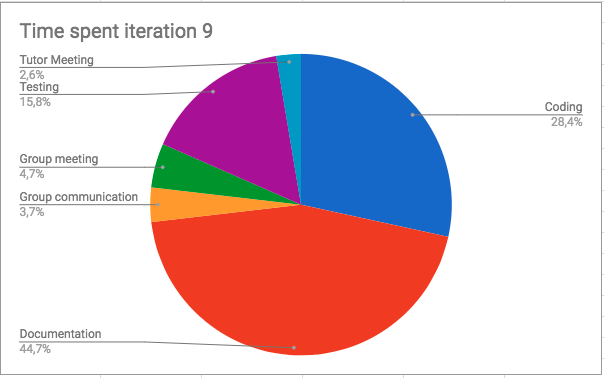 Time spent iteration 9
Tutor Meeting
2,6%
Testing
15,8%
Coding
28,4%
Group meeting
4,7%
Group communication
3,7%
Documentation
44,7%